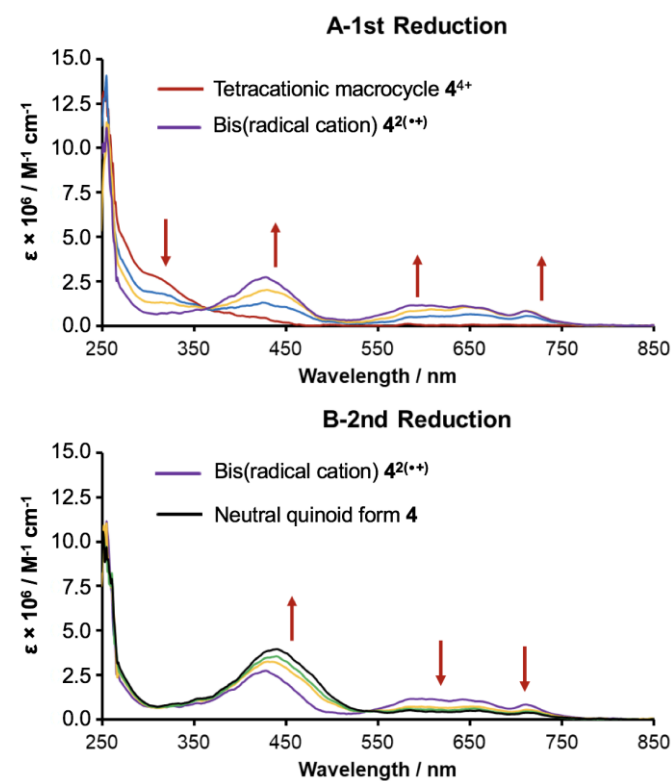 A-1st Reduction
15.0
12.5
10.0
7.5
5.0
2.5
0.0
ε × 10⁶ / M⁻¹ cm⁻¹
Tetracationic macrocycle 4⁴⁺
Bis(radical cation) 4²⁽•⁺⁾
250 350 450 550 650 750 850
Wavelength / nm
B-2nd Reduction
15.0
12.5
10.0
7.5
5.0
2.5
0.0
ε × 10⁶ / M⁻¹ cm⁻¹
Bis(radical cation) 4²⁽•⁺⁾
Neutral quinoid form 4
250 350 450 550 650 750 850
Wavelength / nm